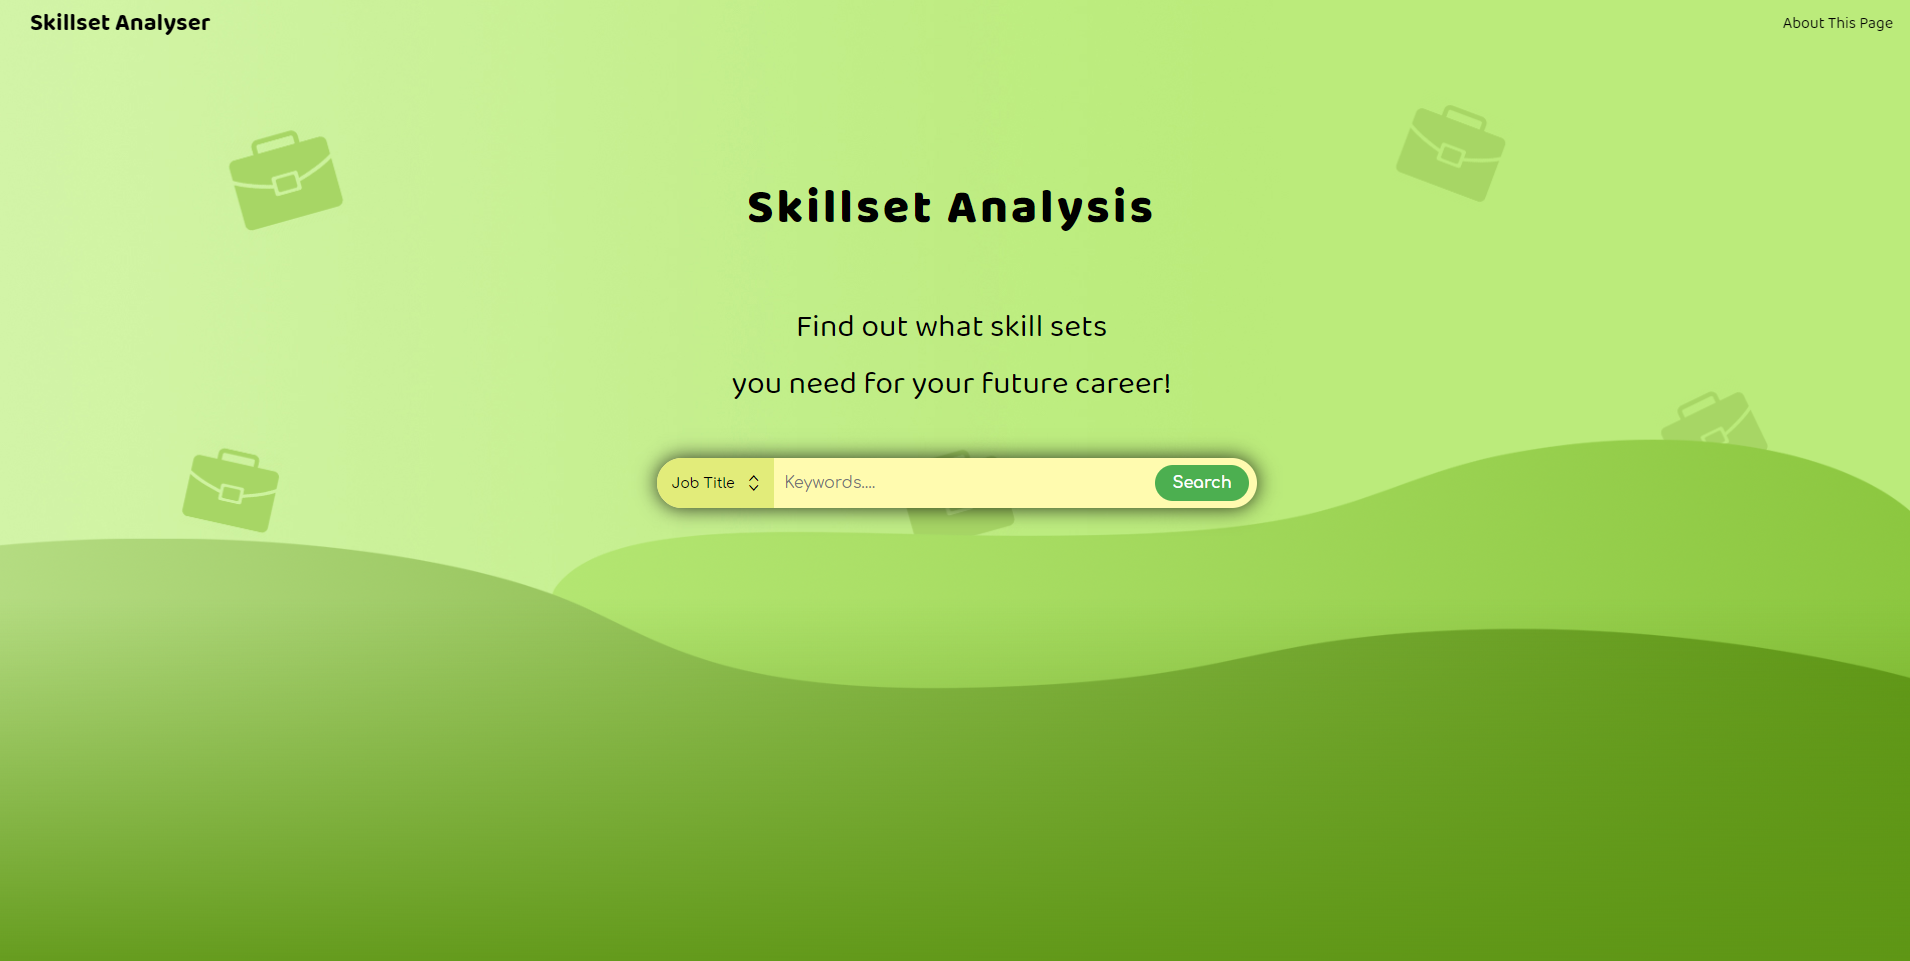 Skillset Analyser
About This Page
Skillset Analysis
Find out what skill sets
you need for your future career!
Job Title Keywords.... Search